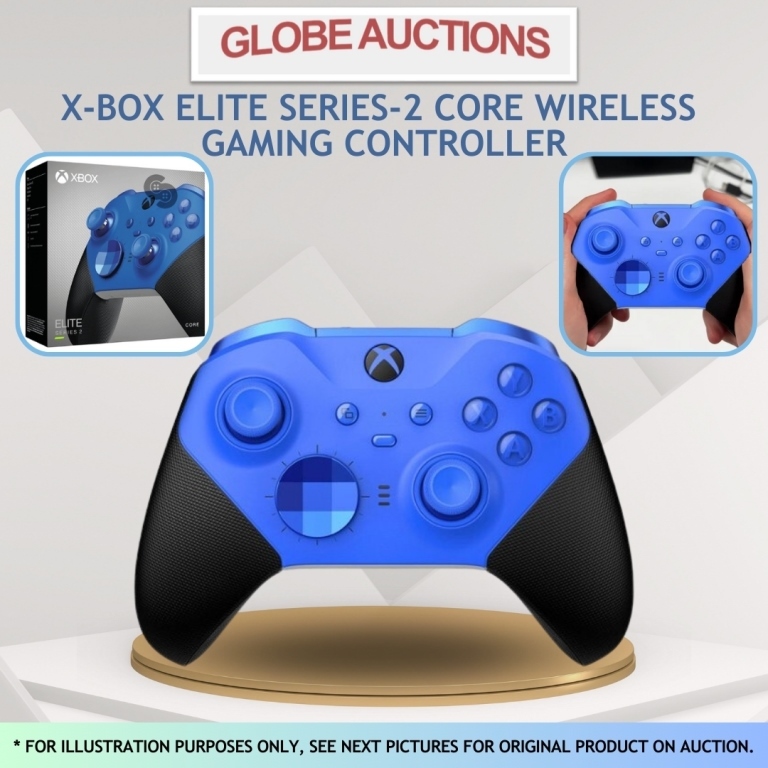 GLOBE AUCTIONS
X-BOX ELITE SERIES-2 CORE WIRELESS
GAMING CONTROLLER
XBOX
ELITE
SERIES 2
CORE
Y
X
B
A
* FOR ILLUSTRATION PURPOSES ONLY, SEE NEXT PICTURES FOR ORIGINAL PRODUCT ON AUCTION.